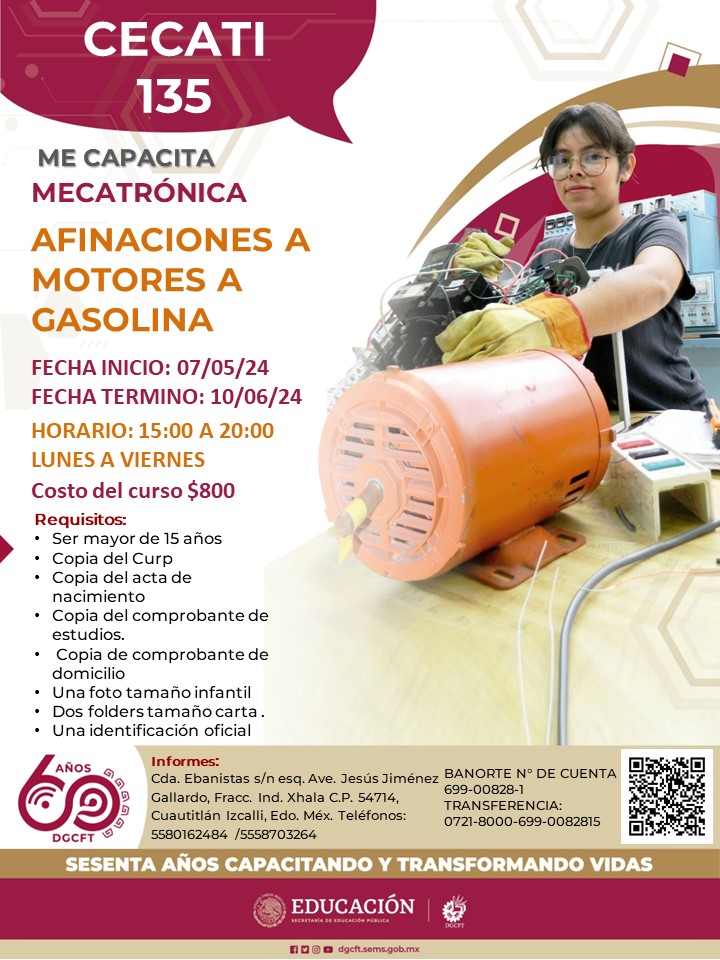 CECATI
135
ME CAPACITA
MECATRÓNICA
AFINACIONES A
MOTORES A
GASOLINA
FECHA INICIO: 07/05/24
FECHA TERMINO: 10/06/24
HORARIO: 15:00 A 20:00
LUNES A VIERNES
Costo del curso $800
Requisitos:
• Ser mayor de 15 años
• Copia del Curp
• Copia del acta de
nacimiento
• Copia del comprobante de
estudios.
• Copia de comprobante de
domicilio
• Una foto tamaño infantil
• Dos folders tamaño carta .
• Una identificación oficial
60 AÑOS
DGCFT
Informes:
Cda. Ebanistas s/n esq. Ave. Jesús Jiménez
Gallardo, Fracc. Ind. Xhala C.P. 54714,
Cuautitlán Izcalli, Edo. Méx. Teléfonos:
5580162484 /5558703264
BANORTE N° DE CUENTA
699-00828-1
TRANSFERENCIA:
0721-8000-699-0082815
SESENTA AÑOS CAPACITANDO Y TRANSFORMANDO VIDAS
EDUCACIÓN
SECRETARÍA DE EDUCACIÓN PÚBLICA
DGCFT
dgcft.sems.gob.mx